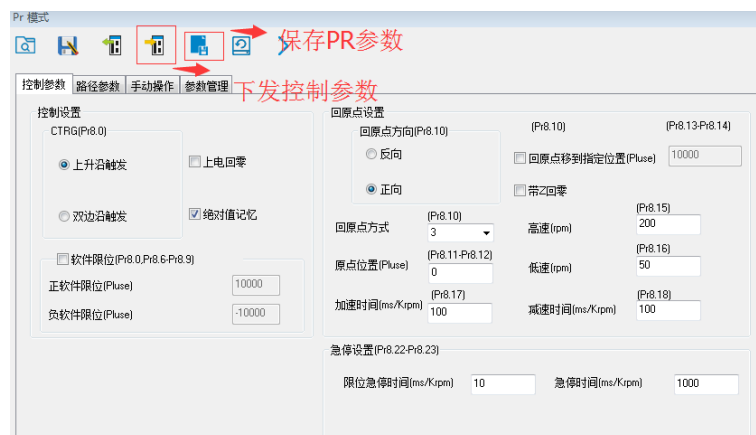 Pr 模式
保存PR参数
下发控制参数
控制参数 路径参数 手动操作 参数管理
控制设置
CTRG(Pr8.0)
上升沿触发
双边沿触发
上电回零
绝对值记忆
软件限位(Pr8.0,Pr8.6-Pr8.9)
正软件限位(Pluse) 10000
负软件限位(Pluse) -10000
回原点设置
回原点方向(Pr8.10)
反向
正向
(Pr8.10) (Pr8.13-Pr8.14)
回原点移到指定位置(Pluse) 10000
带Z回零
(Pr8.10) (Pr8.15)
回原点方式 3 高速(rpm) 200
(Pr8.11-Pr8.12) (Pr8.16)
原点位置(Pluse) 0 低速(rpm) 50
(Pr8.17) (Pr8.18)
加速时间(ms/Krpm) 100 减速时间(ms/Krpm) 100
急停设置(Pr8.22-Pr8.23)
限位急停时间(ms/Krpm) 10 急停时间(ms/Krpm) 1000